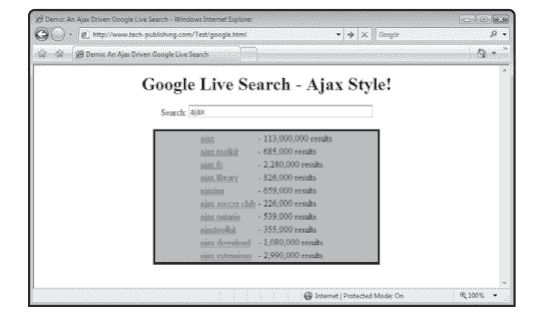 Demo: An Ajax Driven Google Live Search - Windows Internet Explorer
http://www.tech-publishing.com/Test/google.html
Google
Demo: An Ajax Driven Google Live Search
Google Live Search - Ajax Style!
Search: ajax
ajax - 113,000,000 results
ajax toolkit - 685,000 results
ajax fc - 2,280,000 results
ajax library - 826,000 results
ajaxian - 659,000 results
ajax soccer club - 226,000 results
ajax ontario - 539,000 results
ajaxtoolkit - 355,000 results
ajax download - 1,080,000 results
ajax extensions - 2,990,000 results
Internet | Protected Mode: On 100%